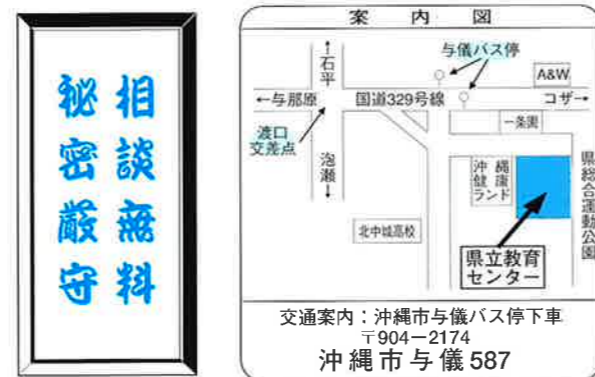 相談無料
秘密厳守
案内図
↑石平
与儀バス停
A&W
←与那原
国道329号線
コザ→
渡口
交差点
一条園
泡瀬↓
沖縄
健康
ランド
県総合運動公園
北中城高校
県立教育
センター
交通案内：沖縄市与儀バス停下車
〒904－2174
沖縄市与儀587